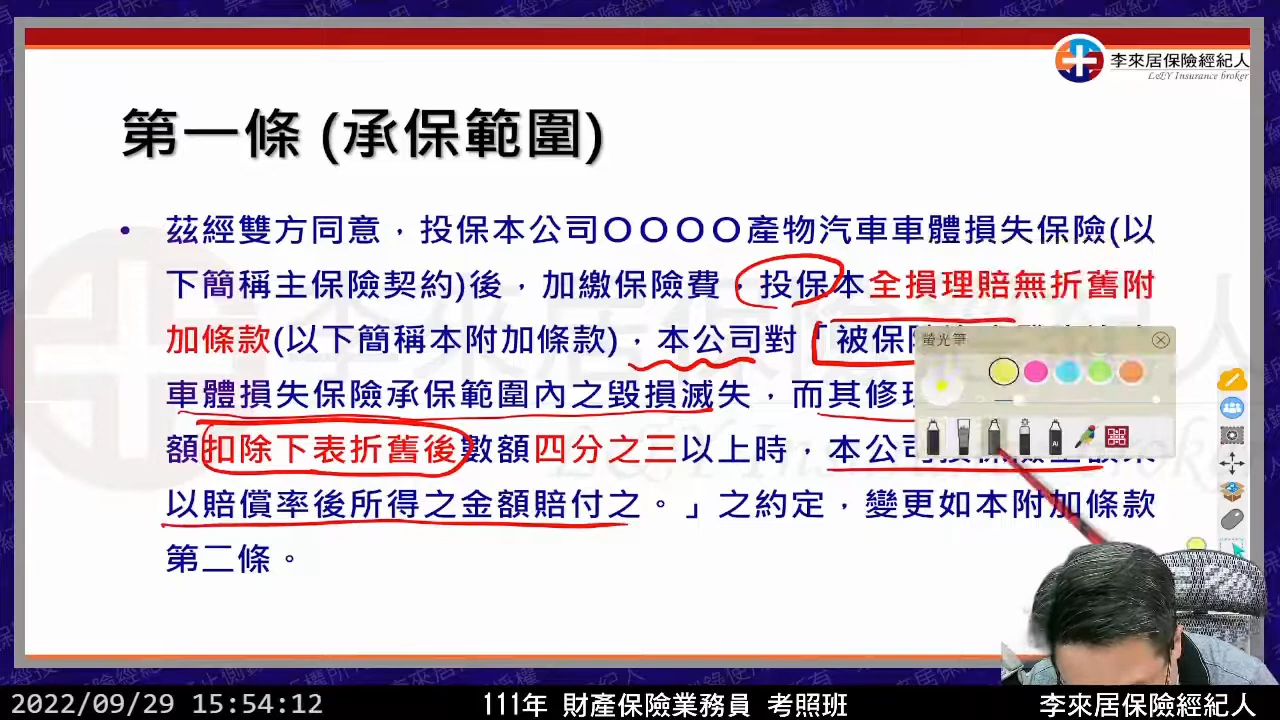 李來居保險經紀人
L&Y Insurance broker
第一條 (承保範圍)
• 茲經雙方同意，投保本公司ＯＯＯＯ產物汽車車體損失保險(以
下簡稱主保險契約)後，加繳保險費，投保本全損理賠無折舊附
加條款(以下簡稱本附加條款)，本公司對「被保險
車體損失保險承保範圍內之毀損滅失，而其修
額扣除下表折舊後數額四分之三以上時，本公司
以賠償率後所得之金額賠付之。」之約定，變更如本附加條款
第二條。
螢光筆
2022/09/29 15:54:12
111年 財產保險業務員 考照班
李來居保險經紀人